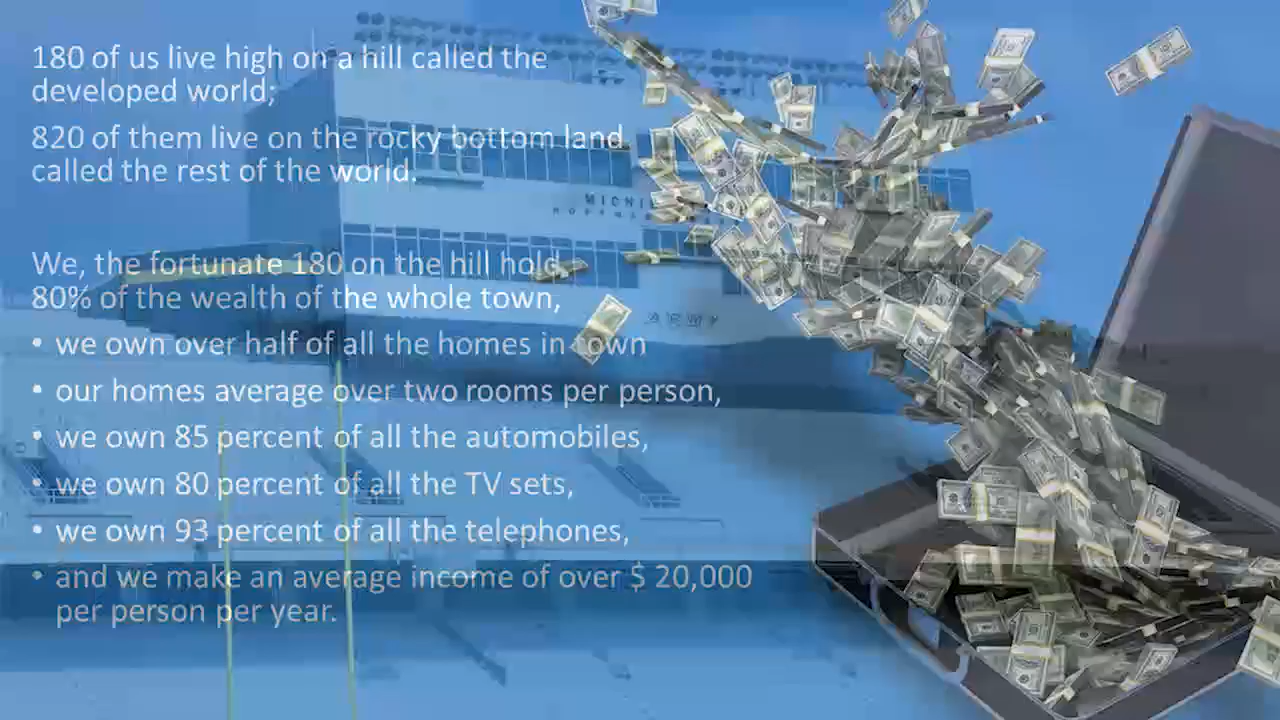 180 of us live high on a hill called the
developed world;
820 of them live on the rocky bottom land
called the rest of the world.
We, the fortunate 180 on the hill hold
80% of the wealth of the whole town,
• we own over half of all the homes in town
• our homes average over two rooms per person,
• we own 85 percent of all the automobiles,
• we own 80 percent of all the TV sets,
• we own 93 percent of all the telephones,
• and we make an average income of over $ 20,000
per person per year.
ARMY